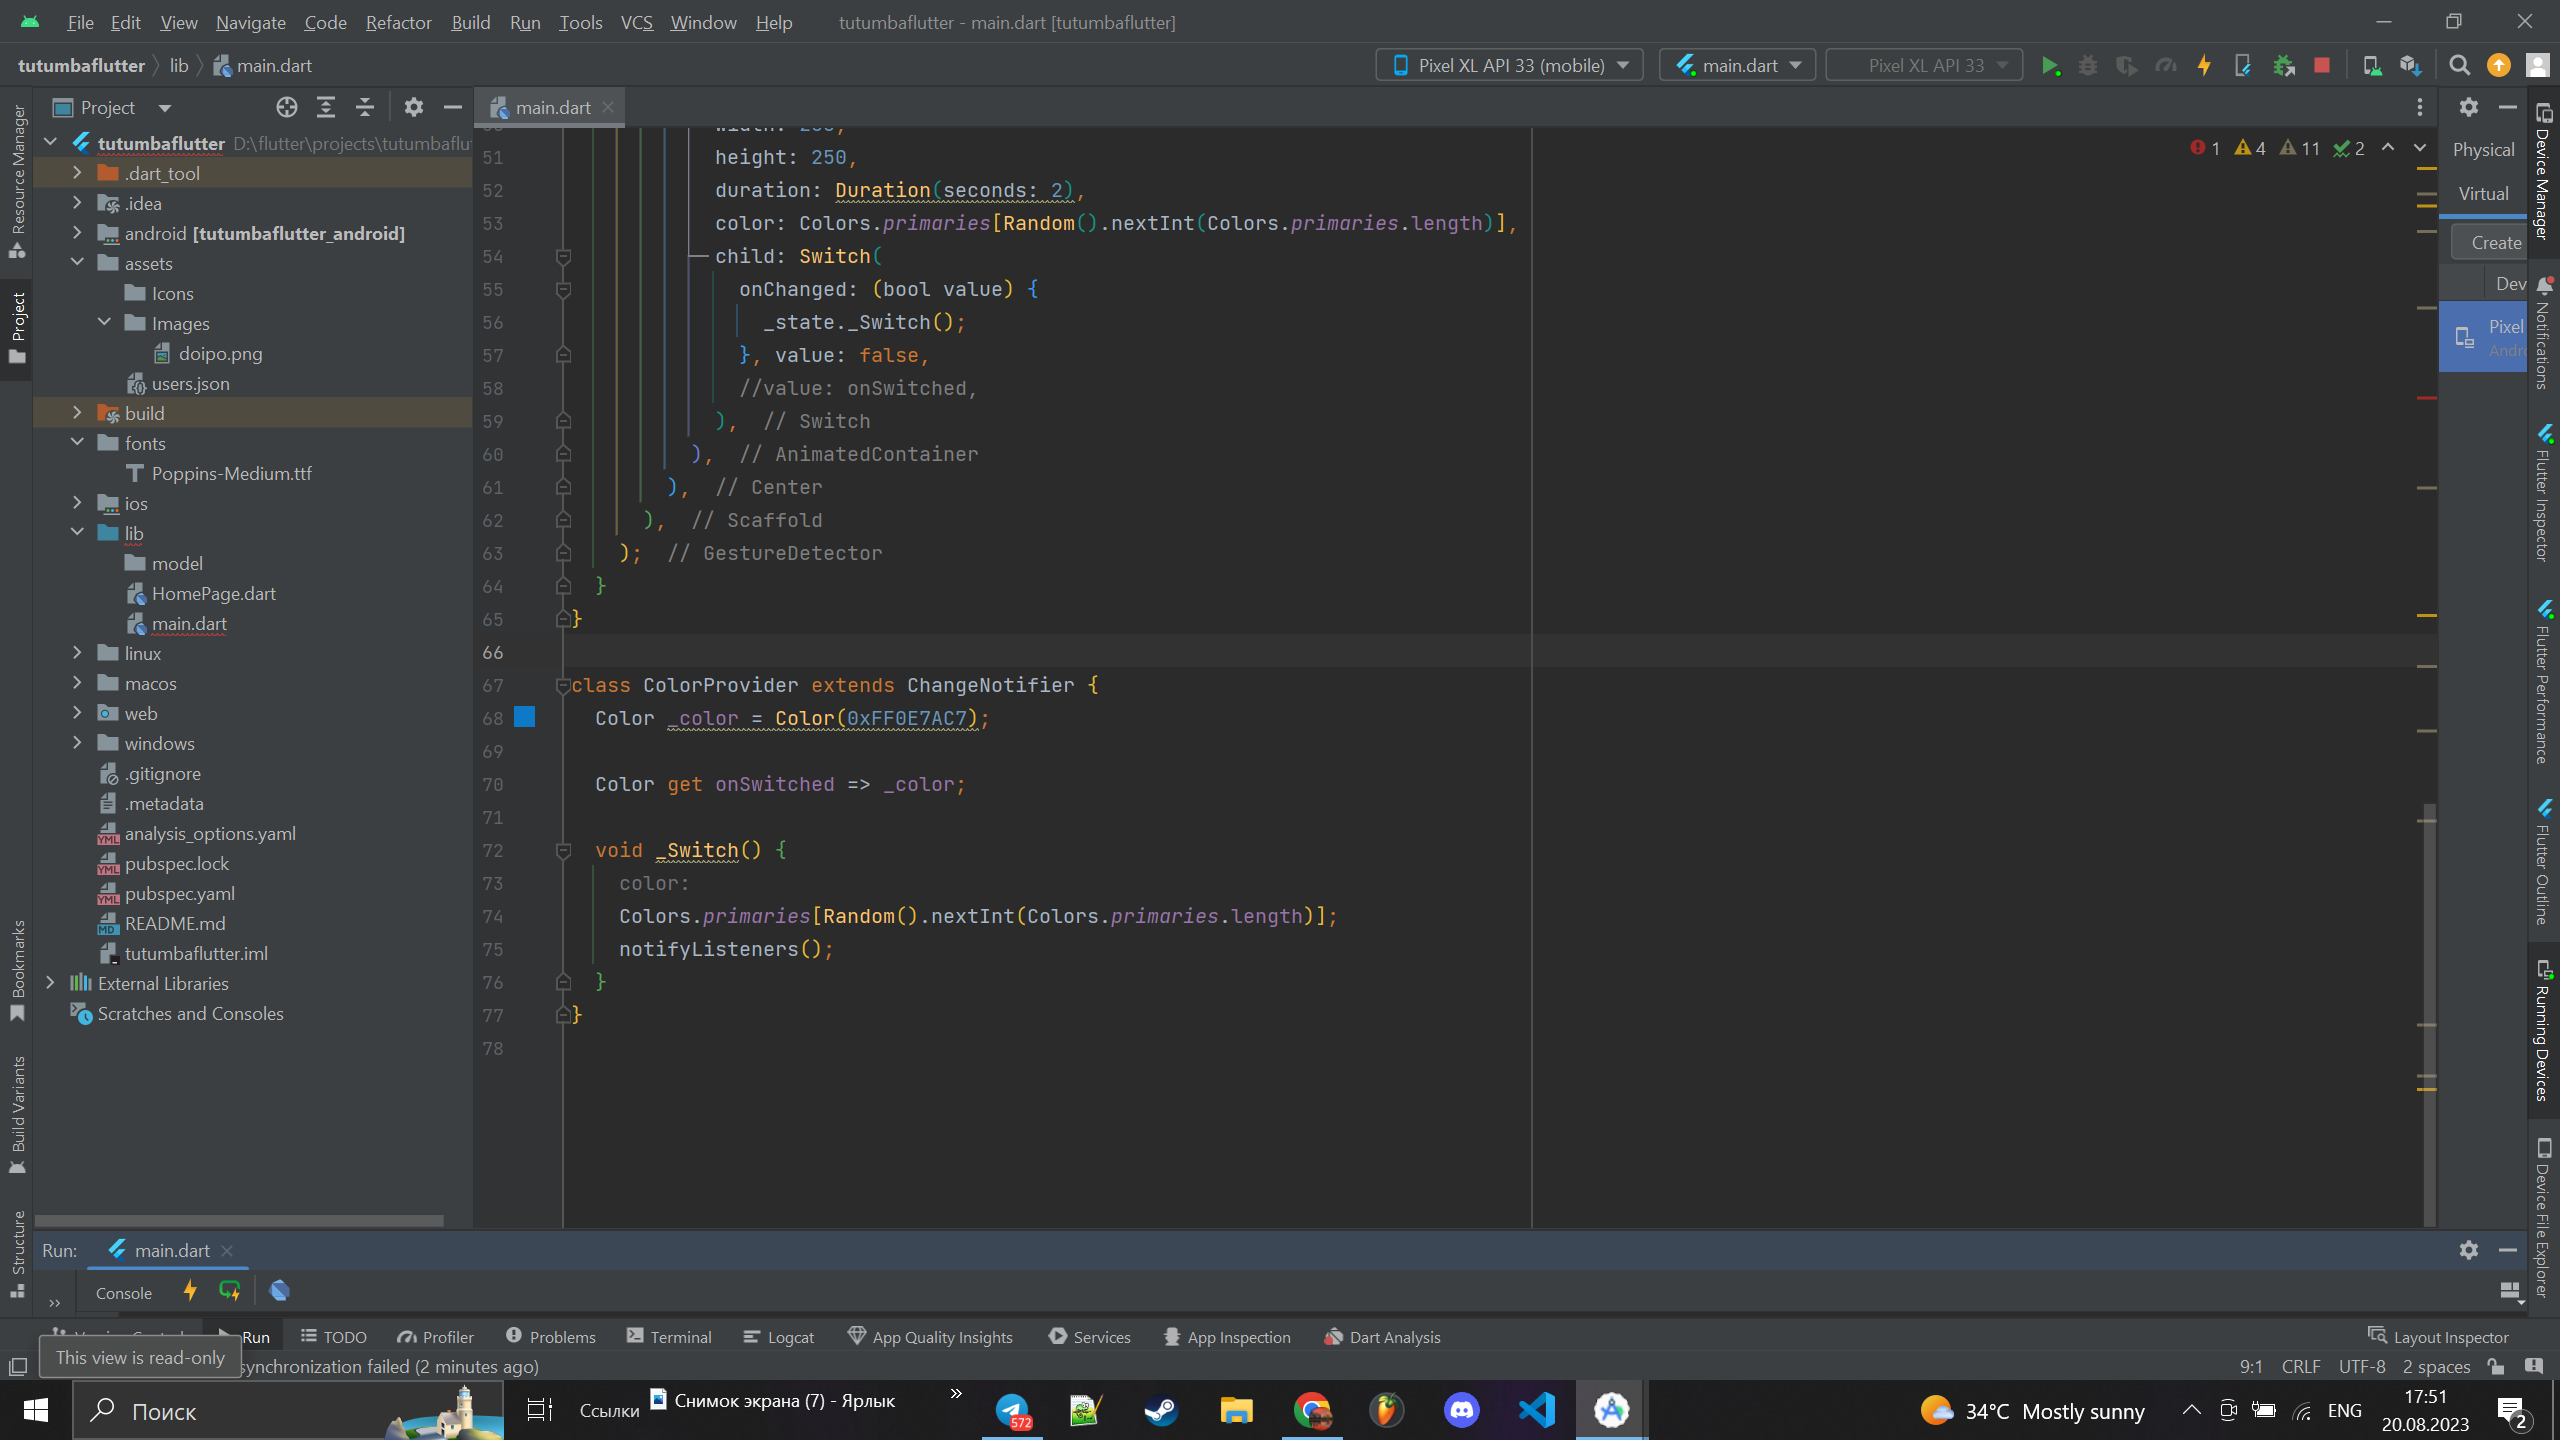 File Edit View Navigate Code Refactor Build Run Tools VCS Window Help tutumbaflutter - main.dart [tutumbaflutter]
tutumbaflutter lib main.dart Pixel XL API 33 (mobile) main.dart Pixel XL API 33
Project main.dart
tutumbaflutter D:\flutter\projects\tutumbaflut
.dart_tool
.idea
android [tutumbaflutter_android]
assets
Icons
Images
doipo.png
users.json
build
fonts
Poppins-Medium.ttf
ios
lib
model
HomePage.dart
main.dart
linux
macos
web
windows
.gitignore
.metadata
analysis_options.yaml
pubspec.lock
pubspec.yaml
README.md
tutumbaflutter.iml
External Libraries
Scratches and Consoles
Resource Manager
Project
Bookmarks
Build Variants
Structure
51 height: 250,
52 duration: Duration(seconds: 2),
53 color: Colors.primaries[Random().nextInt(Colors.primaries.length)],
54 child: Switch(
55 onChanged: (bool value) {
56 _state._Switch();
57 }, value: false,
58 //value: onSwitched,
59 ), // Switch
60 ), // AnimatedContainer
61 ), // Center
62 ), // Scaffold
63 ); // GestureDetector
64 }
65 }
66
67 class ColorProvider extends ChangeNotifier {
68 Color _color = Color(0xFF0E7AC7);
69
70 Color get onSwitched => _color;
71
72 void _Switch() {
73 color:
74 Colors.primaries[Random().nextInt(Colors.primaries.length)];
75 notifyListeners();
76 }
77 }
78
1 4 11 2
Physical
Virtual
Create
Dev
Pixel
Andro
Device Manager
Notifications
Flutter Inspector
Flutter Performance
Flutter Outline
Running Devices
Device File Explorer
Run: main.dart
Console
Run TODO Profiler Problems Terminal Logcat App Quality Insights Services App Inspection Dart Analysis Layout Inspector
This view is read-only
synchronization failed (2 minutes ago) 9:1 CRLF UTF-8 2 spaces
Поиск Ссылки Снимок экрана (7) - Ярлык 572 34°C Mostly sunny ENG 17:51
20.08.2023 2